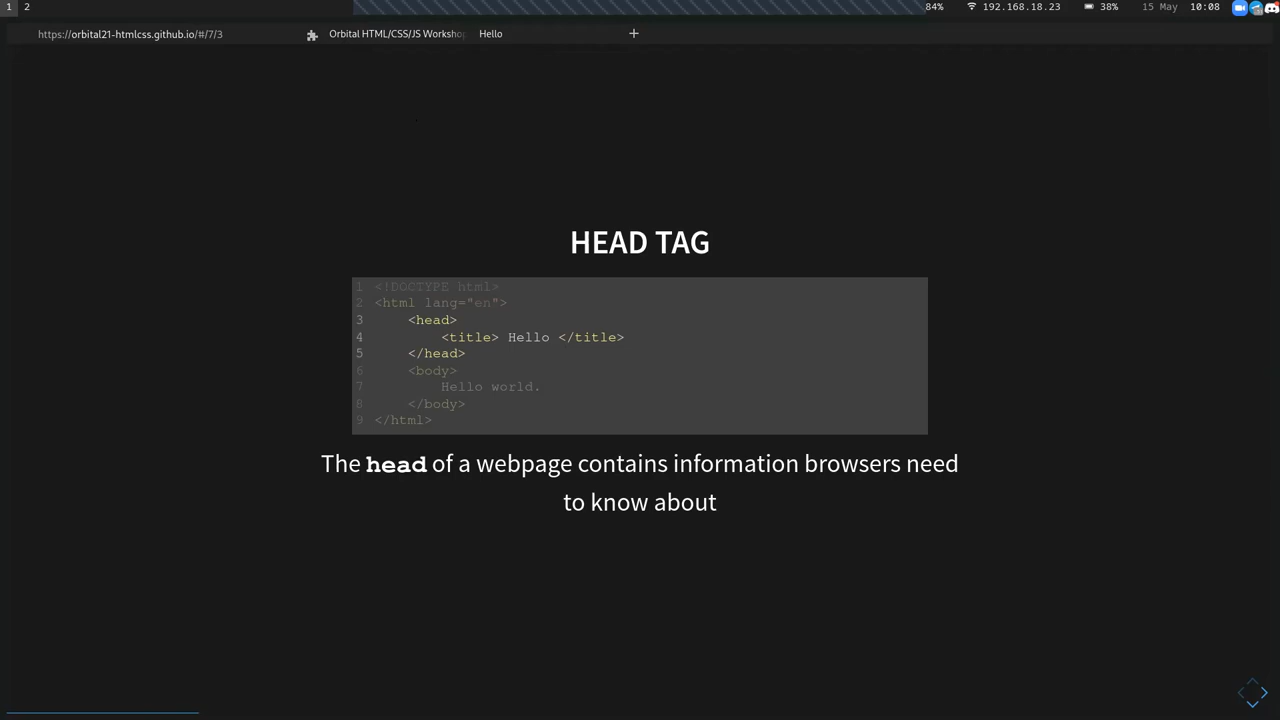 1 2 84% 192.168.18.23 38% 15 May 10:08
https://orbital21-htmlcss.github.io/#/7/3 Orbital HTML/CSS/JS Workshop Hello +
HEAD TAG
1 <!DOCTYPE html>
2 <html lang="en">
3 <head>
4 <title> Hello </title>
5 </head>
6 <body>
7 Hello world.
8 </body>
9 </html>
The head of a webpage contains information browsers need
to know about